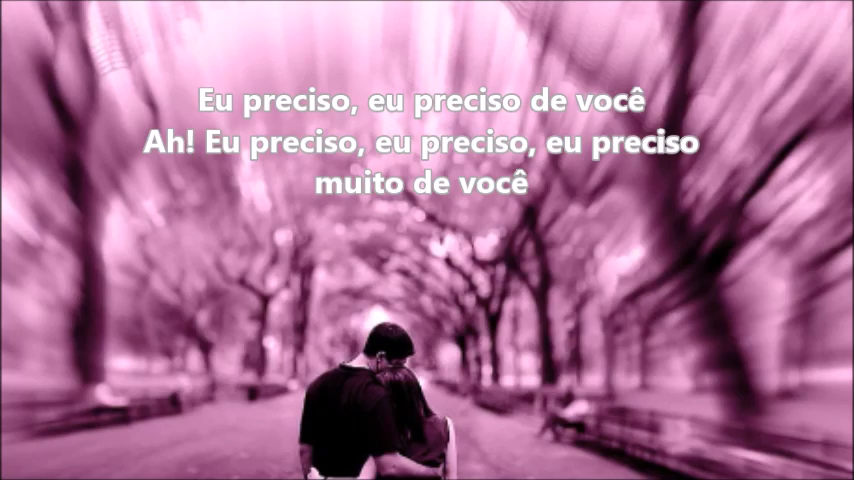 Eu preciso, eu preciso de você
Ah! Eu preciso, eu preciso, eu preciso
muito de você